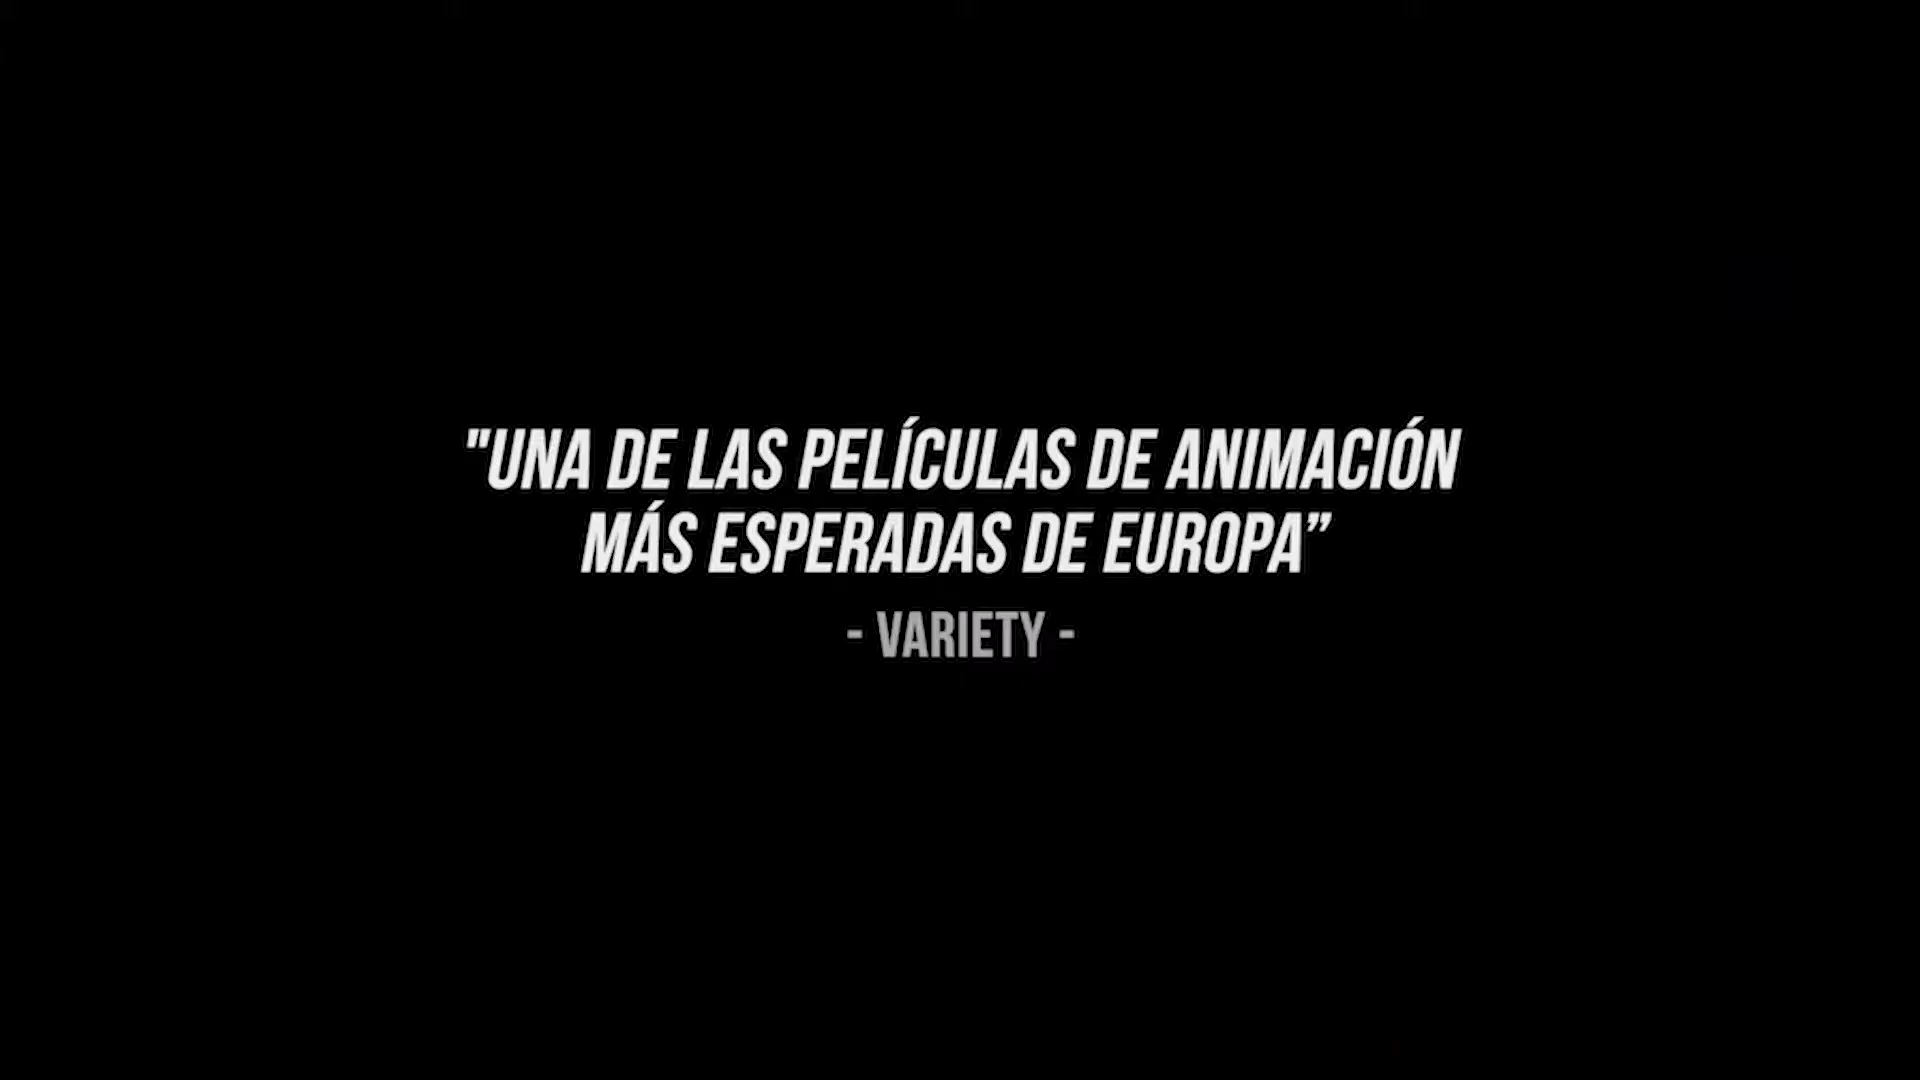 "UNA DE LAS PELÍCULAS DE ANIMACIÓN
MÁS ESPERADAS DE EUROPA”
- VARIETY -